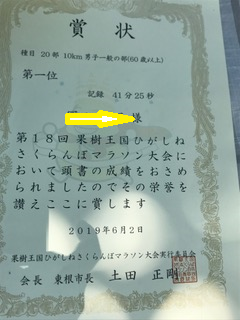 賞状
種目 20部 10km男子一般の部(60歳以上)
第一位
記録 41分25秒
様
第18回果樹王国ひがしね
さくらんぼマラソン大会に
おいて頭書の成績をおさめ
られましたのでその栄誉を
讃えここに賞します
2019年6月2日
果樹王国ひがしねさくらんぼマラソン大会実行委員会
会長 東根市長 土田 正剛